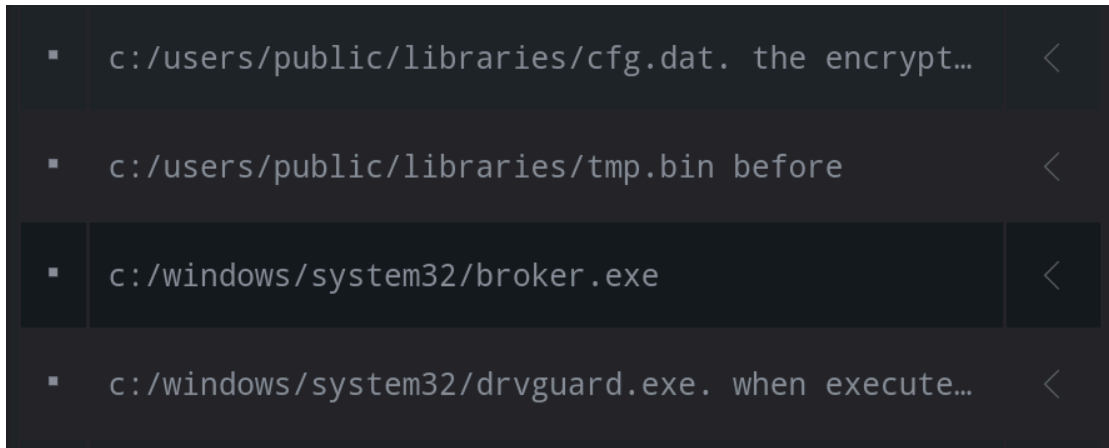 c:/users/public/libraries/cfg.dat. the encrypt…
c:/users/public/libraries/tmp.bin before
c:/windows/system32/broker.exe
c:/windows/system32/drvguard.exe. when execute…